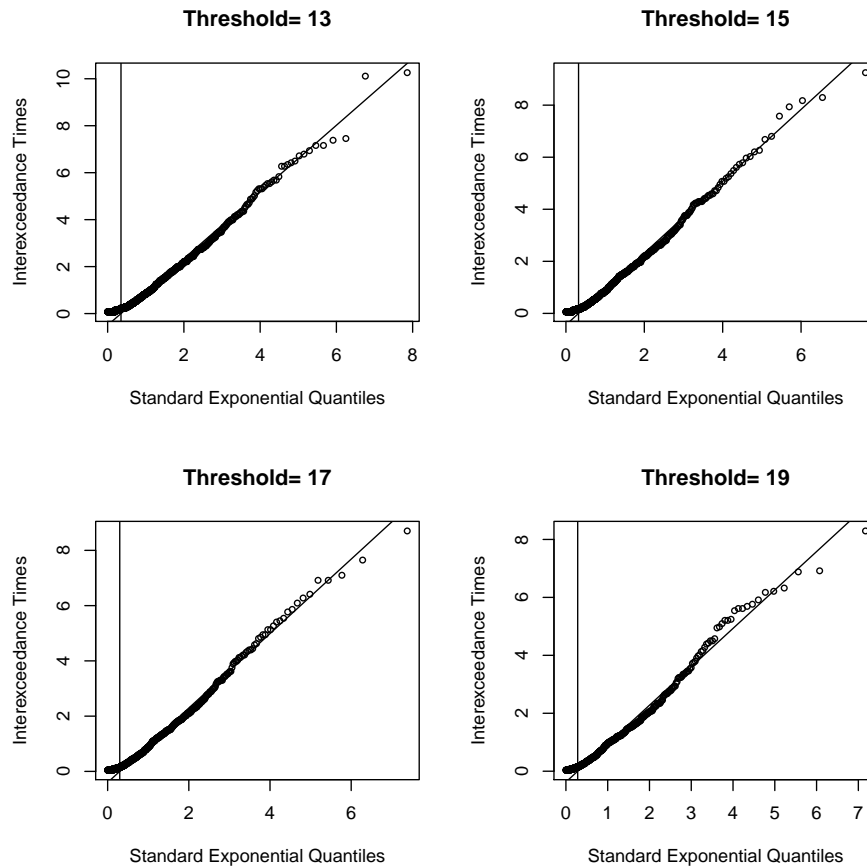 Threshold= 13
Interexceedance Times
0 2 4 6 8 10
0 2 4 6 8
Standard Exponential Quantiles
Threshold= 15
Interexceedance Times
0 2 4 6 8
0 2 4 6
Standard Exponential Quantiles
Threshold= 17
Interexceedance Times
0 2 4 6 8
0 2 4 6
Standard Exponential Quantiles
Threshold= 19
Interexceedance Times
0 2 4 6 8
0 1 2 3 4 5 6 7
Standard Exponential Quantiles